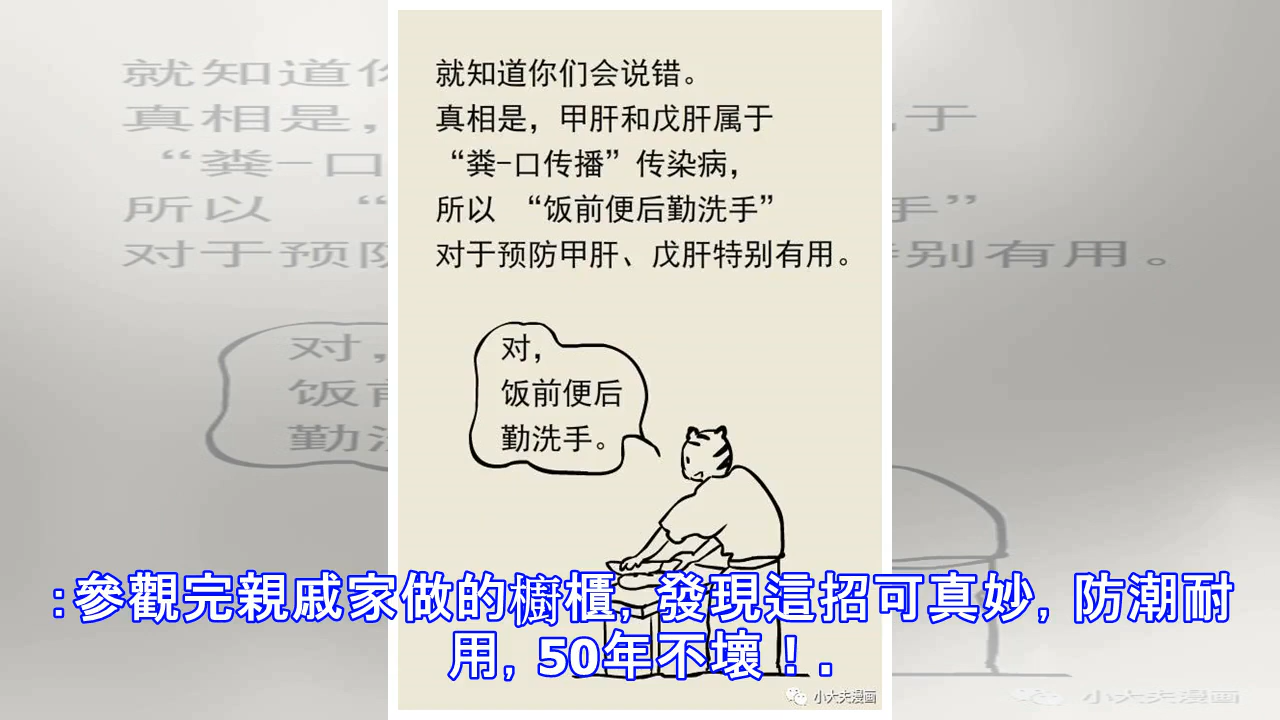 就知道你们会说错。
真相是，甲肝和戊肝属于
“粪-口传播”传染病，
所以 “饭前便后勤洗手”
对于预防甲肝、戊肝特别有用。
对，
饭前便后
勤洗手。
:參觀完親戚家做的櫥櫃, 發現這招可真妙, 防潮耐
用, 50年不壞！.
小大夫漫画